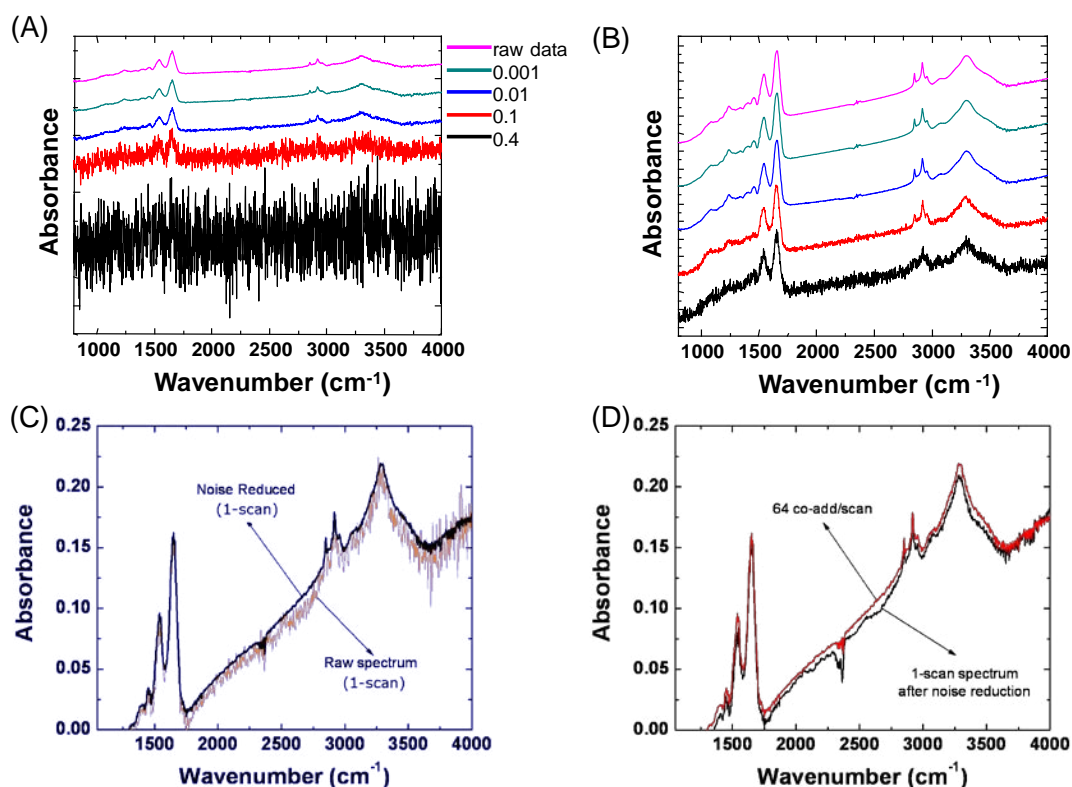 (A)
raw data
0.001
0.01
0.1
0.4
Absorbance
1000 1500 2000 2500 3000 3500 4000
Wavenumber (cm-1)
(B)
Absorbance
1000 1500 2000 2500 3000 3500 4000
Wavenumber (cm-1)
(C)
0.25
0.20
0.15
0.10
0.05
0.00
Absorbance
Noise Reduced
(1-scan)
Raw spectrum
(1-scan)
1500 2000 2500 3000 3500 4000
Wavenumber (cm-1)
(D)
0.25
0.20
0.15
0.10
0.05
0.00
Absorbance
64 co-add/scan
1-scan spectrum
after noise reduction
1500 2000 2500 3000 3500 4000
Wavenumber (cm-1)